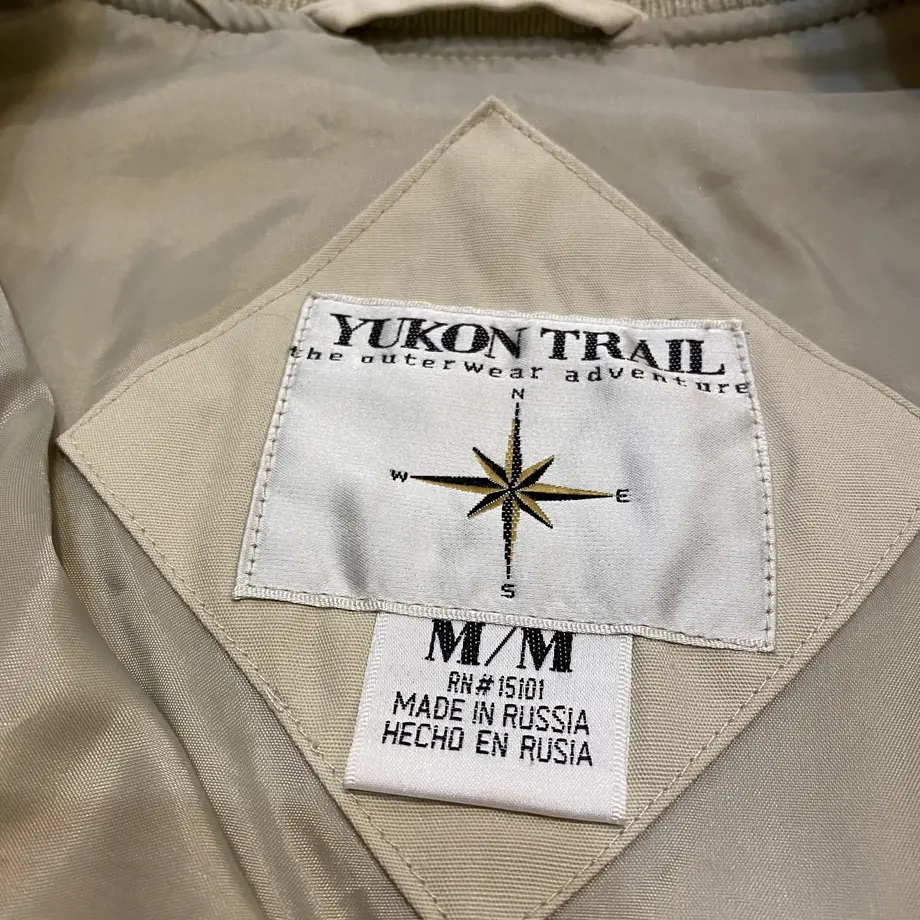 YUKON TRAIL
the outerwear adventure
N
W
E
S
M/M
RN# 15101
MADE IN RUSSIA
HECHO EN RUSIA